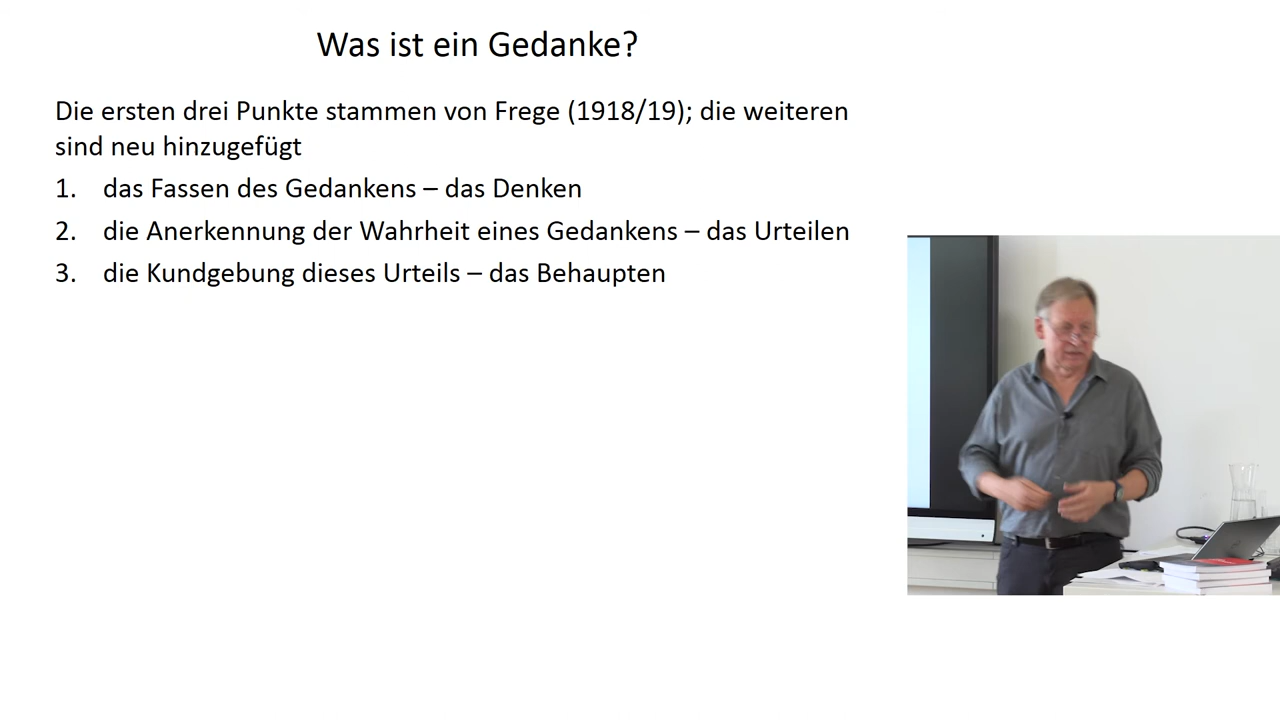 Was ist ein Gedanke?
Die ersten drei Punkte stammen von Frege (1918/19); die weiteren
sind neu hinzugefügt
1. das Fassen des Gedankens – das Denken
2. die Anerkennung der Wahrheit eines Gedankens – das Urteilen
3. die Kundgebung dieses Urteils – das Behaupten